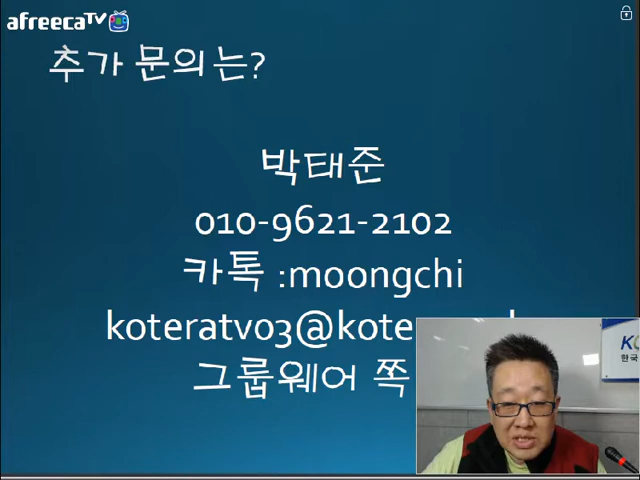 afreecaTV
추가 문의는?
박태준
010-9621-2102
카톡 :moongchi
koteratv03@kote
그룹웨어 쪽
한국